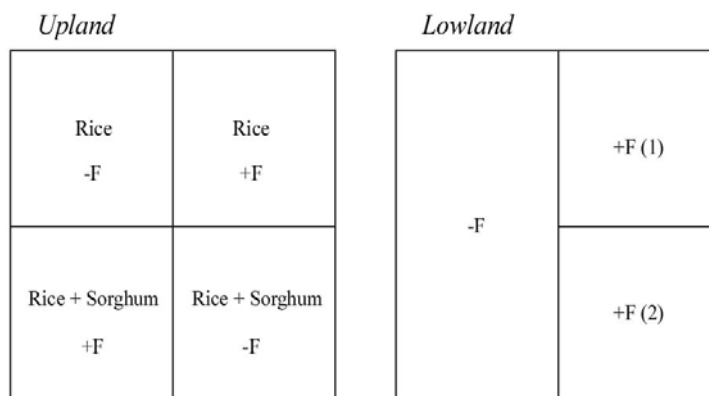 Upland
Rice
-F
Rice
+F
Rice + Sorghum
+F
Rice + Sorghum
-F
Lowland
-F
+F (1)
+F (2)